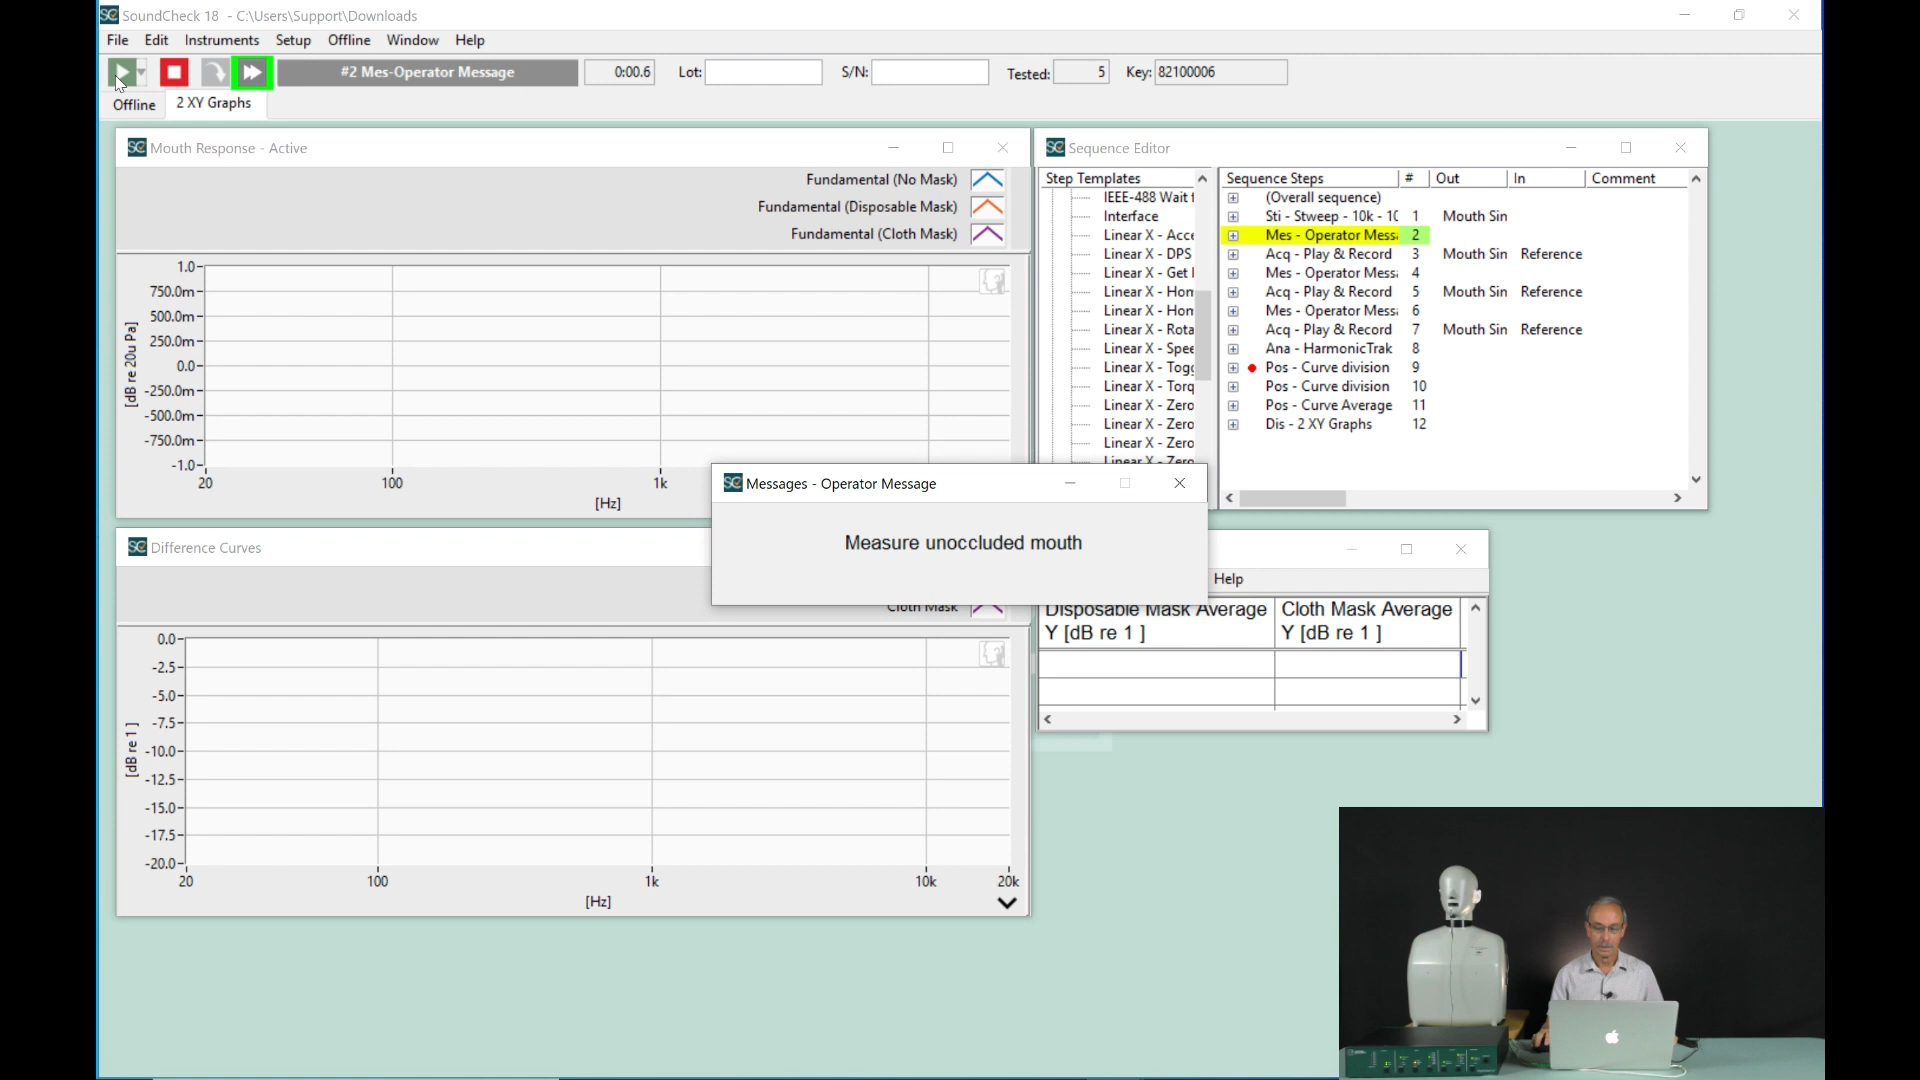 SoundCheck 18 - C:\Users\Support\Downloads
File Edit Instruments Setup Offline Window Help
#2 Mes-Operator Message 0:00.6 Lot: S/N: Tested: 5 Key: 82100006
Offline 2 XY Graphs
Mouth Response - Active
Fundamental (No Mask)
Fundamental (Disposable Mask)
Fundamental (Cloth Mask)
1.0
750.0m
500.0m
250.0m
0.0
-250.0m
-500.0m
-750.0m
-1.0
[dB re 20u Pa]
20 100 1k
[Hz]
Sequence Editor
Step Templates
IEEE-488 Wait
Interface
Linear X - Acce
Linear X - DPS
Linear X - Get
Linear X - Hom
Linear X - Hom
Linear X - Rota
Linear X - Spee
Linear X - Togg
Linear X - Torq
Linear X - Zero
Linear X - Zero
Linear X - Zero
Linear X - Zero
Sequence Steps # Out In Comment
(Overall sequence)
Sti - Stweep - 10k - 10 1 Mouth Sin
Mes - Operator Messa 2
Acq - Play & Record 3 Mouth Sin Reference
Mes - Operator Messa 4
Acq - Play & Record 5 Mouth Sin Reference
Mes - Operator Messa 6
Acq - Play & Record 7 Mouth Sin Reference
Ana - HarmonicTrak 8
Pos - Curve division 9
Pos - Curve division 10
Pos - Curve Average 11
Dis - 2 XY Graphs 12
Messages - Operator Message
Measure unoccluded mouth
Difference Curves
Cloth Mask
0.0
-2.5
-5.0
-7.5
-10.0
-12.5
-15.0
-17.5
-20.0
[dB re 1 ]
20 100 1k 10k 20k
[Hz]
Help
Disposable Mask Average Cloth Mask Average
Y [dB re 1 ] Y [dB re 1 ]